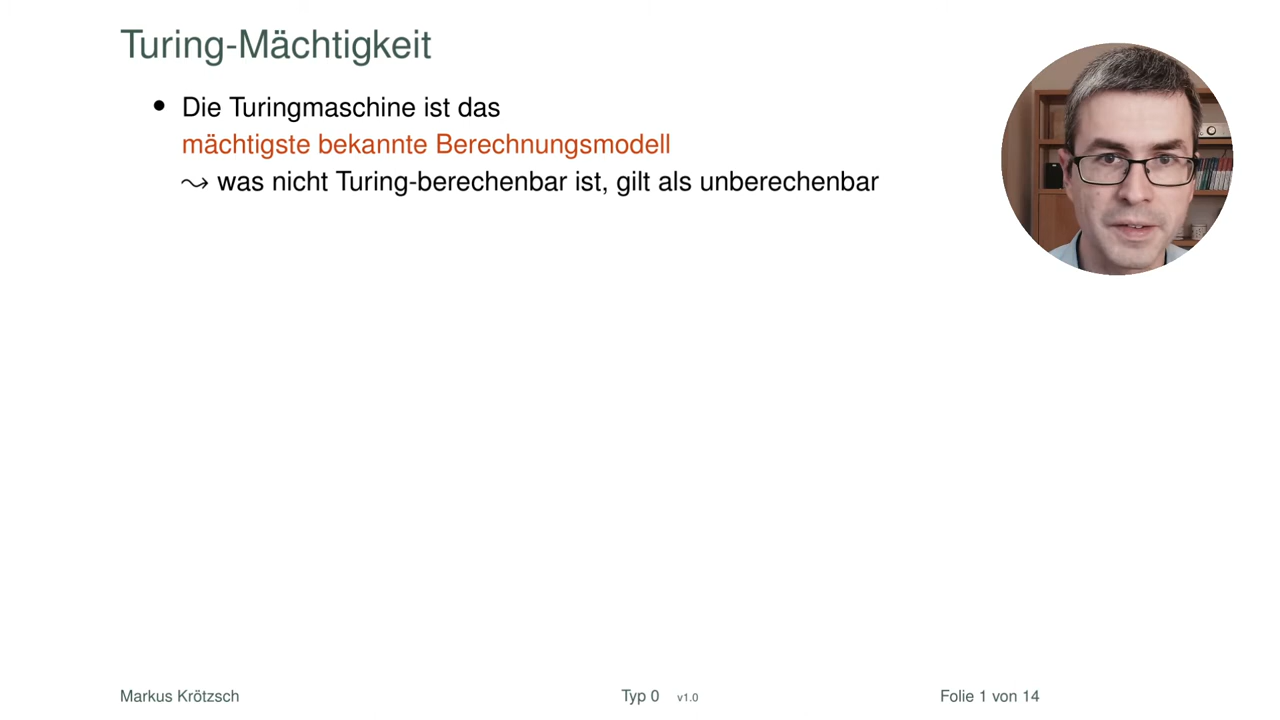 Turing-Mächtigkeit
• Die Turingmaschine ist das
mächtigste bekannte Berechnungsmodell
⤳ was nicht Turing-berechenbar ist, gilt als unberechenbar
Markus Krötzsch Typ 0 v1.0 Folie 1 von 14